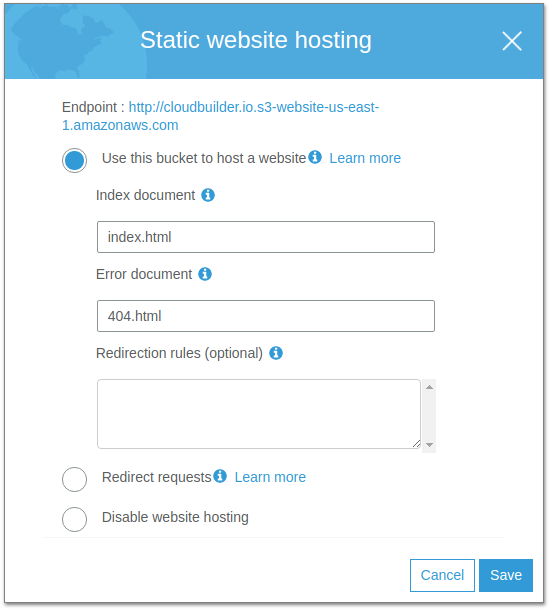 Static website hosting
Endpoint : http://cloudbuilder.io.s3-website-us-east-
1.amazonaws.com
Use this bucket to host a website Learn more
Index document
index.html
Error document
404.html
Redirection rules (optional)
Redirect requests Learn more
Disable website hosting
Cancel Save